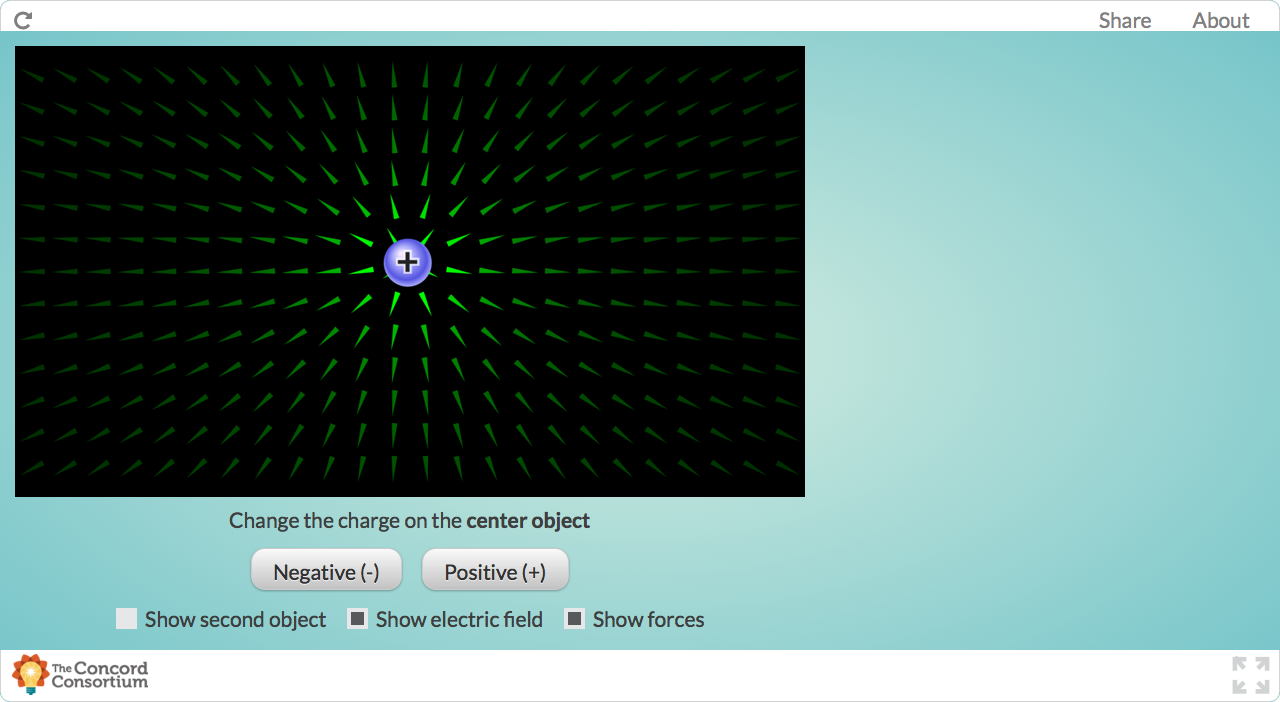 Share About
+
Change the charge on the center object
Negative (-) Positive (+)
Show second object Show electric field Show forces
The Concord
Consortium